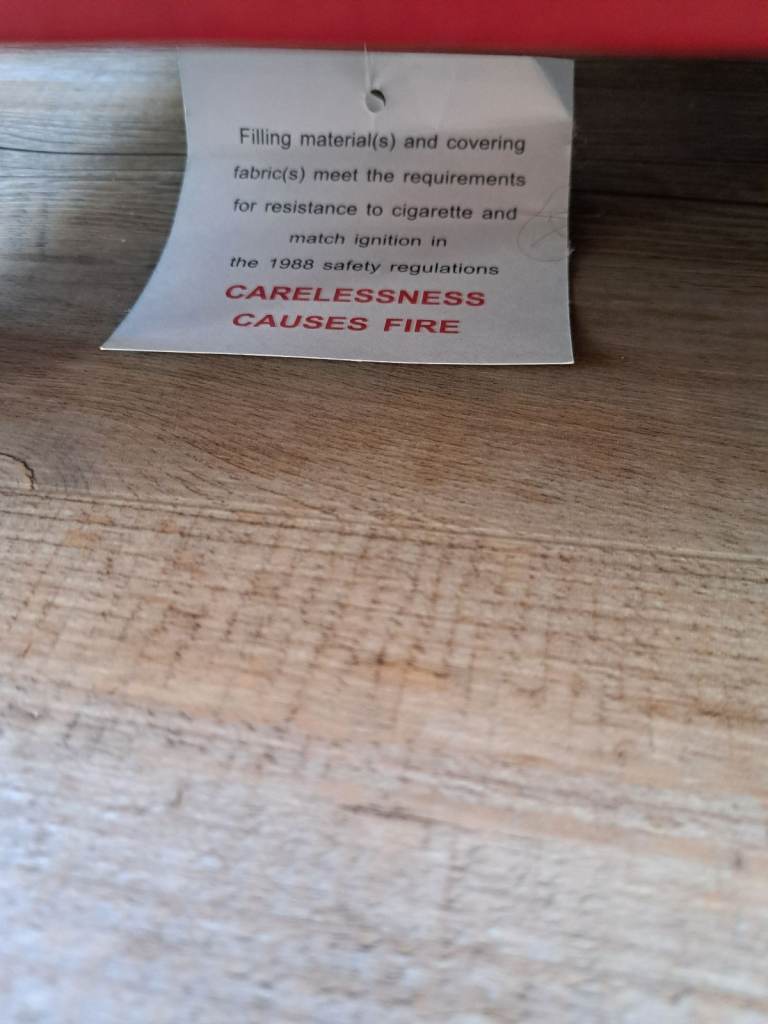 Filling material(s) and covering
fabric(s) meet the requirements
for resistance to cigarette and
match ignition in
the 1988 safety regulations
CARELESSNESS
CAUSES FIRE